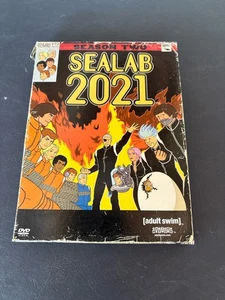 SEASON TWO
SEALAB
2021
[adult swim]
DVD